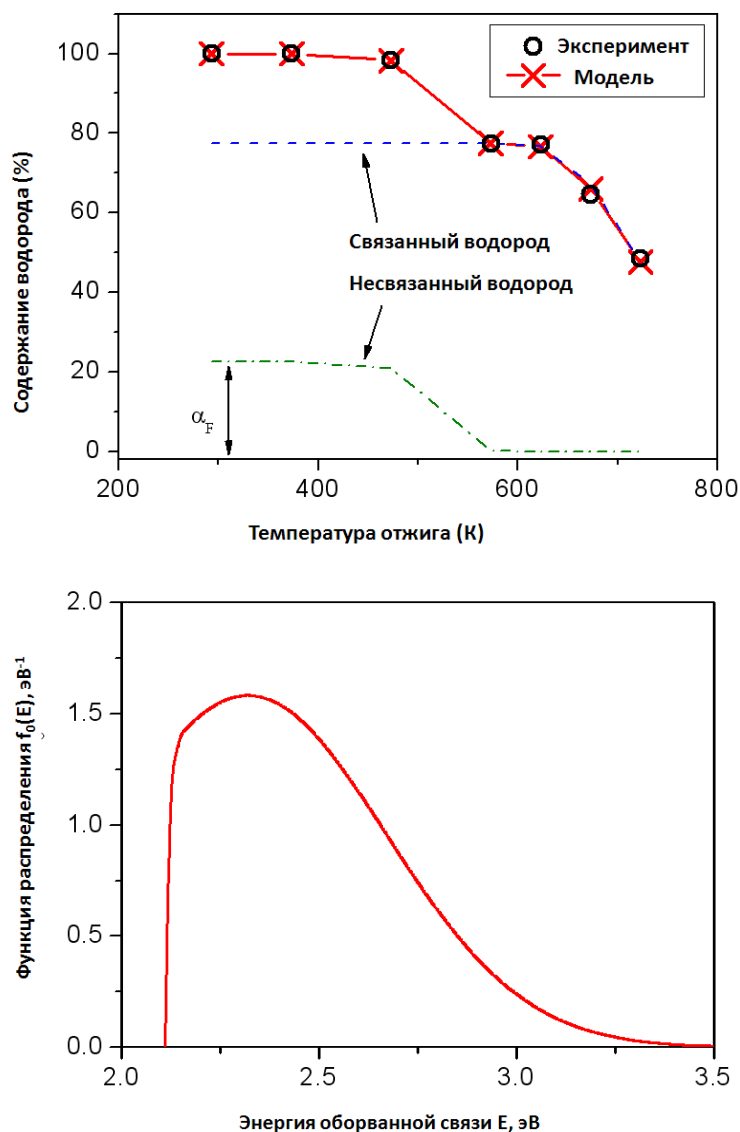 100
80
60
40
20
0
Содержание водорода (%)
Эксперимент
Модель
Связанный водород
Несвязанный водород
α_F
200
400
600
800
Температура отжига (К)
2.0
1.5
1.0
0.5
0.0
Функция распределения f₀(E), эВ⁻¹
2.0
2.5
3.0
3.5
Энергия оборванной связи E, эВ